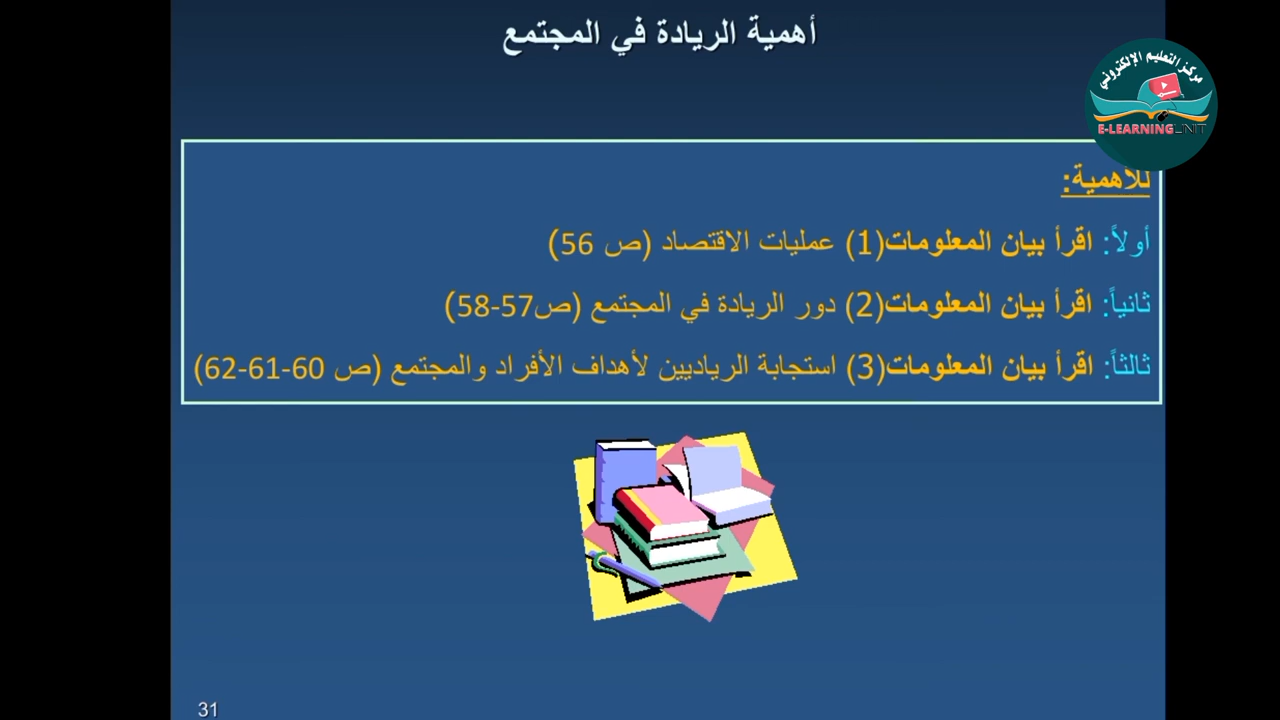 أهمية الريادة في المجتمع
مركز التعليم الإلكتروني
E-LEARNING UNIT
للأهمية:
أولاً: اقرأ بيان المعلومات(1) عمليات الاقتصاد (ص 56)
ثانياً: اقرأ بيان المعلومات(2) دور الريادة في المجتمع (ص57-58)
ثالثاً: اقرأ بيان المعلومات(3) استجابة الرياديين لأهداف الأفراد والمجتمع (ص 60-61-62)
31